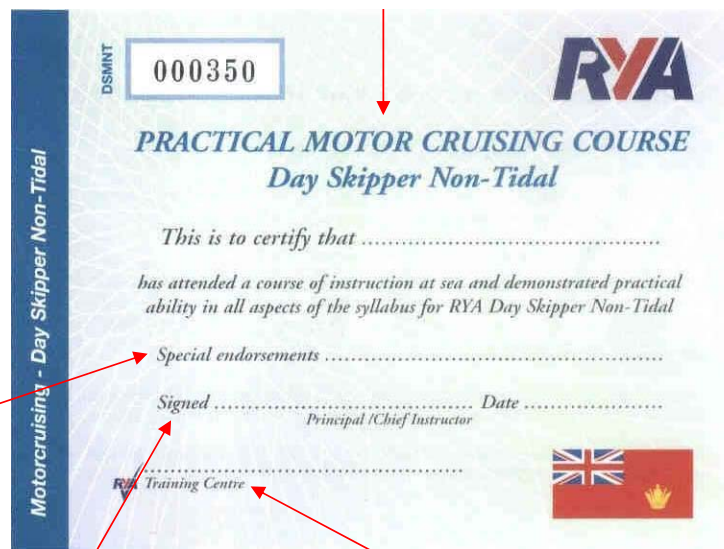 DSMNT
000350
RYA
PRACTICAL MOTOR CRUISING COURSE
Day Skipper Non-Tidal
This is to certify that ...............................................
has attended a course of instruction at sea and demonstrated practical
ability in all aspects of the syllabus for RYA Day Skipper Non-Tidal
Special endorsements ......................................................
Signed ......................................... Date ......................
Principal /Chief Instructor
RYA Training Centre
Motorcruising - Day Skipper Non-Tidal